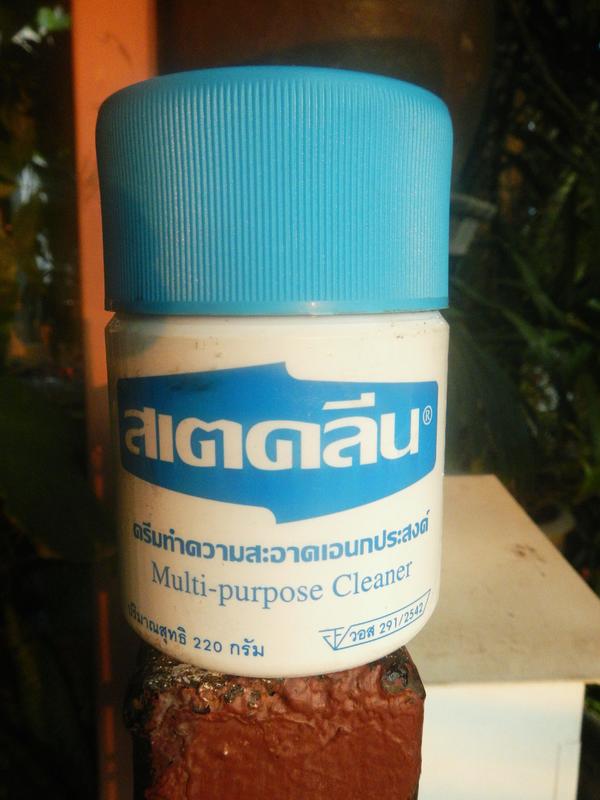 สเตคลีน®
ครีมทำความสะอาดเอนกประสงค์
Multi-purpose Cleaner
ปริมาณสุทธิ 220 กรัม
วอส 291/2542